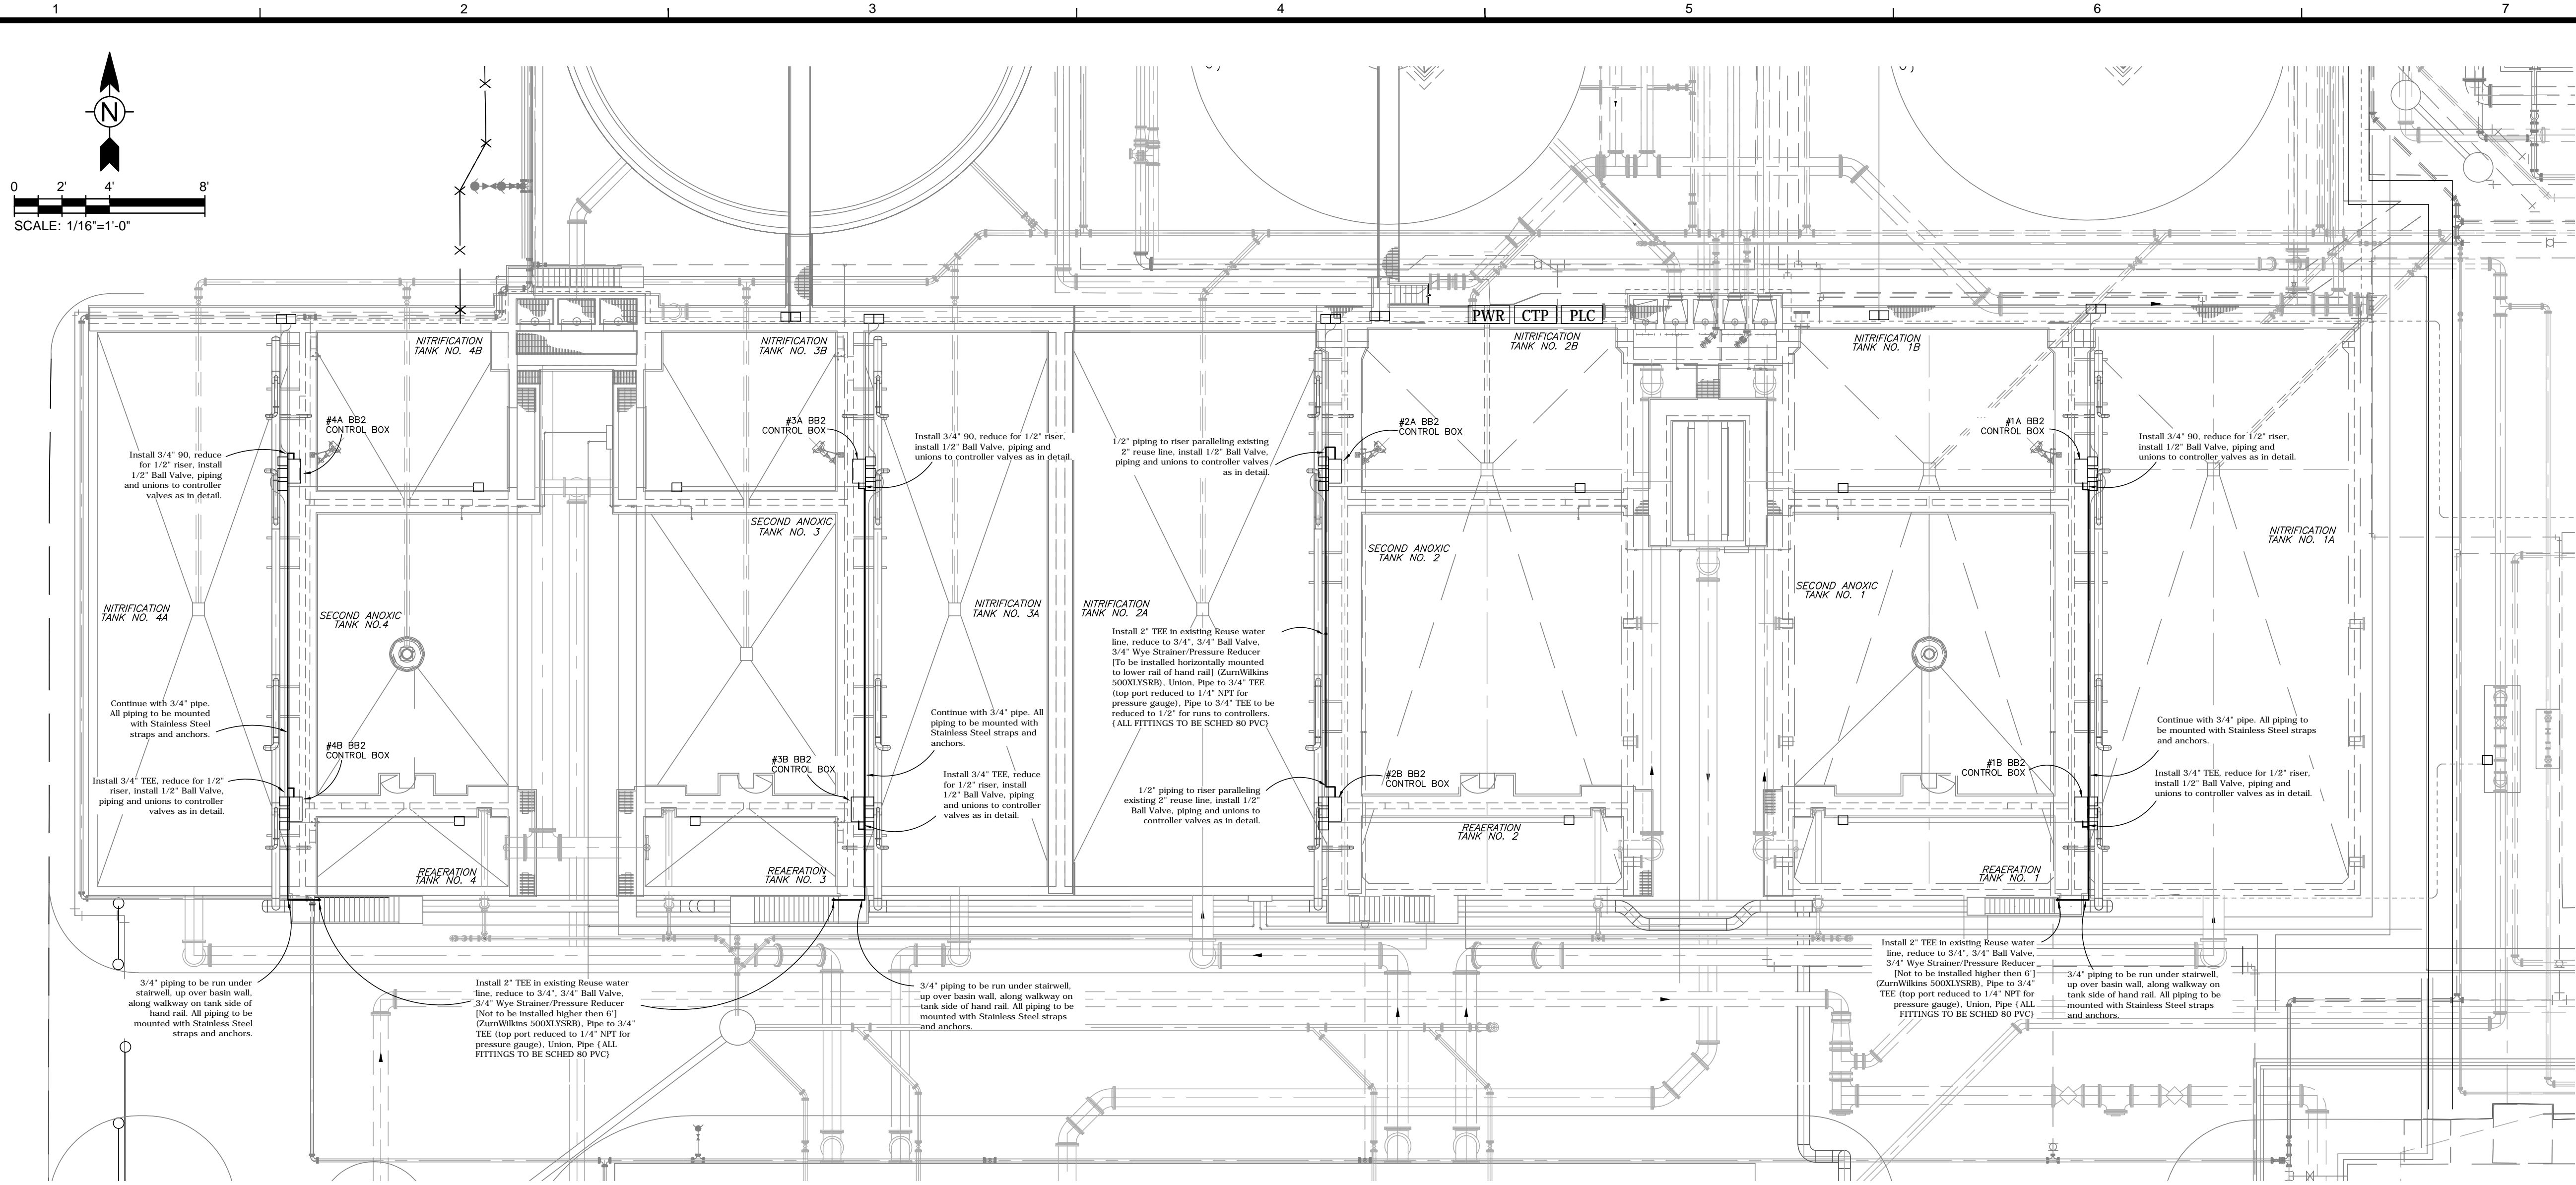 1 2 3 4 5 6 7
N
0 2' 4' 8'
SCALE: 1/16"=1'-0"
PWR CTP PLC
NITRIFICATION
TANK NO. 4B
NITRIFICATION
TANK NO. 3B
NITRIFICATION
TANK NO. 2B
NITRIFICATION
TANK NO. 1B
#4A BB2
CONTROL BOX
#3A BB2
CONTROL BOX
#2A BB2
CONTROL BOX
#1A BB2
CONTROL BOX
Install 3/4" 90, reduce
for 1/2" riser, install
1/2" Ball Valve, piping
and unions to controller
valves as in detail.
Install 3/4" 90, reduce for 1/2" riser,
install 1/2" Ball Valve, piping and
unions to controller valves as in detail.
1/2" piping to riser paralleling existing
2" reuse line, install 1/2" Ball Valve,
piping and unions to controller valves
as in detail.
Install 3/4" 90, reduce for 1/2" riser,
install 1/2" Ball Valve, piping and
unions to controller valves as in detail.
SECOND ANOXIC
TANK NO. 3
SECOND ANOXIC
TANK NO. 2
NITRIFICATION
TANK NO. 1A
SECOND ANOXIC
TANK NO. 1
NITRIFICATION
TANK NO. 4A
SECOND ANOXIC
TANK NO.4
NITRIFICATION
TANK NO. 3A
NITRIFICATION
TANK NO. 2A
Install 2" TEE in existing Reuse water
line, reduce to 3/4", 3/4" Ball Valve,
3/4" Wye Strainer/Pressure Reducer
[To be installed horizontally mounted
to lower rail of hand rail] (ZurnWilkins
500XLYSRB), Union, Pipe to 3/4" TEE
(top port reduced to 1/4" NPT for
pressure gauge), Pipe to 3/4" TEE to be
reduced to 1/2" for runs to controllers.
{ALL FITTINGS TO BE SCHED 80 PVC}
Continue with 3/4" pipe.
All piping to be mounted
with Stainless Steel
straps and anchors.
Continue with 3/4" pipe. All
piping to be mounted with
Stainless Steel straps and
anchors.
Continue with 3/4" pipe. All piping to
be mounted with Stainless Steel straps
and anchors.
#4B BB2
CONTROL BOX
#3B BB2
CONTROL BOX
#2B BB2
CONTROL BOX
#1B BB2
CONTROL BOX
Install 3/4" TEE, reduce for 1/2"
riser, install 1/2" Ball Valve,
piping and unions to controller
valves as in detail.
Install 3/4" TEE, reduce
for 1/2" riser, install
1/2" Ball Valve, piping
and unions to controller
valves as in detail.
1/2" piping to riser paralleling
existing 2" reuse line, install 1/2"
Ball Valve, piping and unions to
controller valves as in detail.
Install 3/4" TEE, reduce for 1/2" riser,
install 1/2" Ball Valve, piping and
unions to controller valves as in detail.
REAERATION
TANK NO. 4
REAERATION
TANK NO. 3
REAERATION
TANK NO. 2
REAERATION
TANK NO. 1
3/4" piping to be run under
stairwell, up over basin wall,
along walkway on tank side of
hand rail. All piping to be
mounted with Stainless Steel
straps and anchors.
Install 2" TEE in existing Reuse water
line, reduce to 3/4", 3/4" Ball Valve,
3/4" Wye Strainer/Pressure Reducer
[Not to be installed higher then 6']
(ZurnWilkins 500XLYSRB), Pipe to 3/4"
TEE (top port reduced to 1/4" NPT for
pressure gauge), Union, Pipe {ALL
FITTINGS TO BE SCHED 80 PVC}
3/4" piping to be run under stairwell,
up over basin wall, along walkway on
tank side of hand rail. All piping to be
mounted with Stainless Steel straps
and anchors.
Install 2" TEE in existing Reuse water
line, reduce to 3/4", 3/4" Ball Valve,
3/4" Wye Strainer/Pressure Reducer
[Not to be installed higher then 6']
(ZurnWilkins 500XLYSRB), Pipe to 3/4"
TEE (top port reduced to 1/4" NPT for
pressure gauge), Union, Pipe {ALL
FITTINGS TO BE SCHED 80 PVC}
3/4" piping to be run under stairwell,
up over basin wall, along walkway on
tank side of hand rail. All piping to be
mounted with Stainless Steel straps
and anchors.